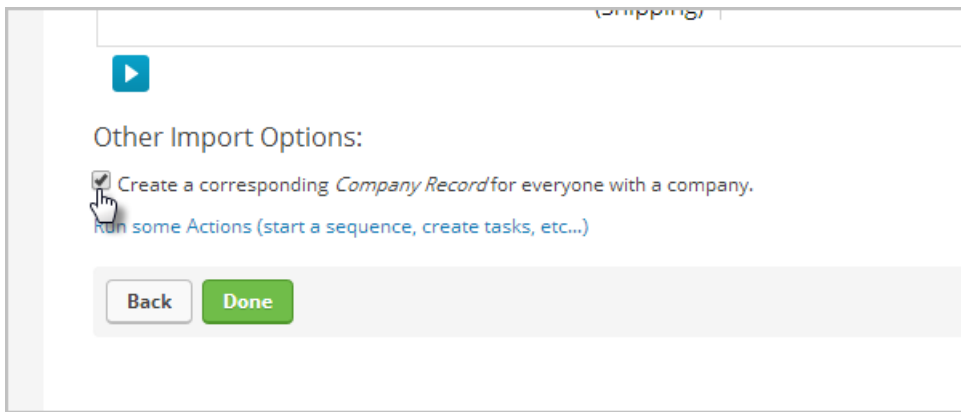 (Shipping)
Other Import Options:
Create a corresponding Company Record for everyone with a company.
Run some Actions (start a sequence, create tasks, etc...)
Back
Done